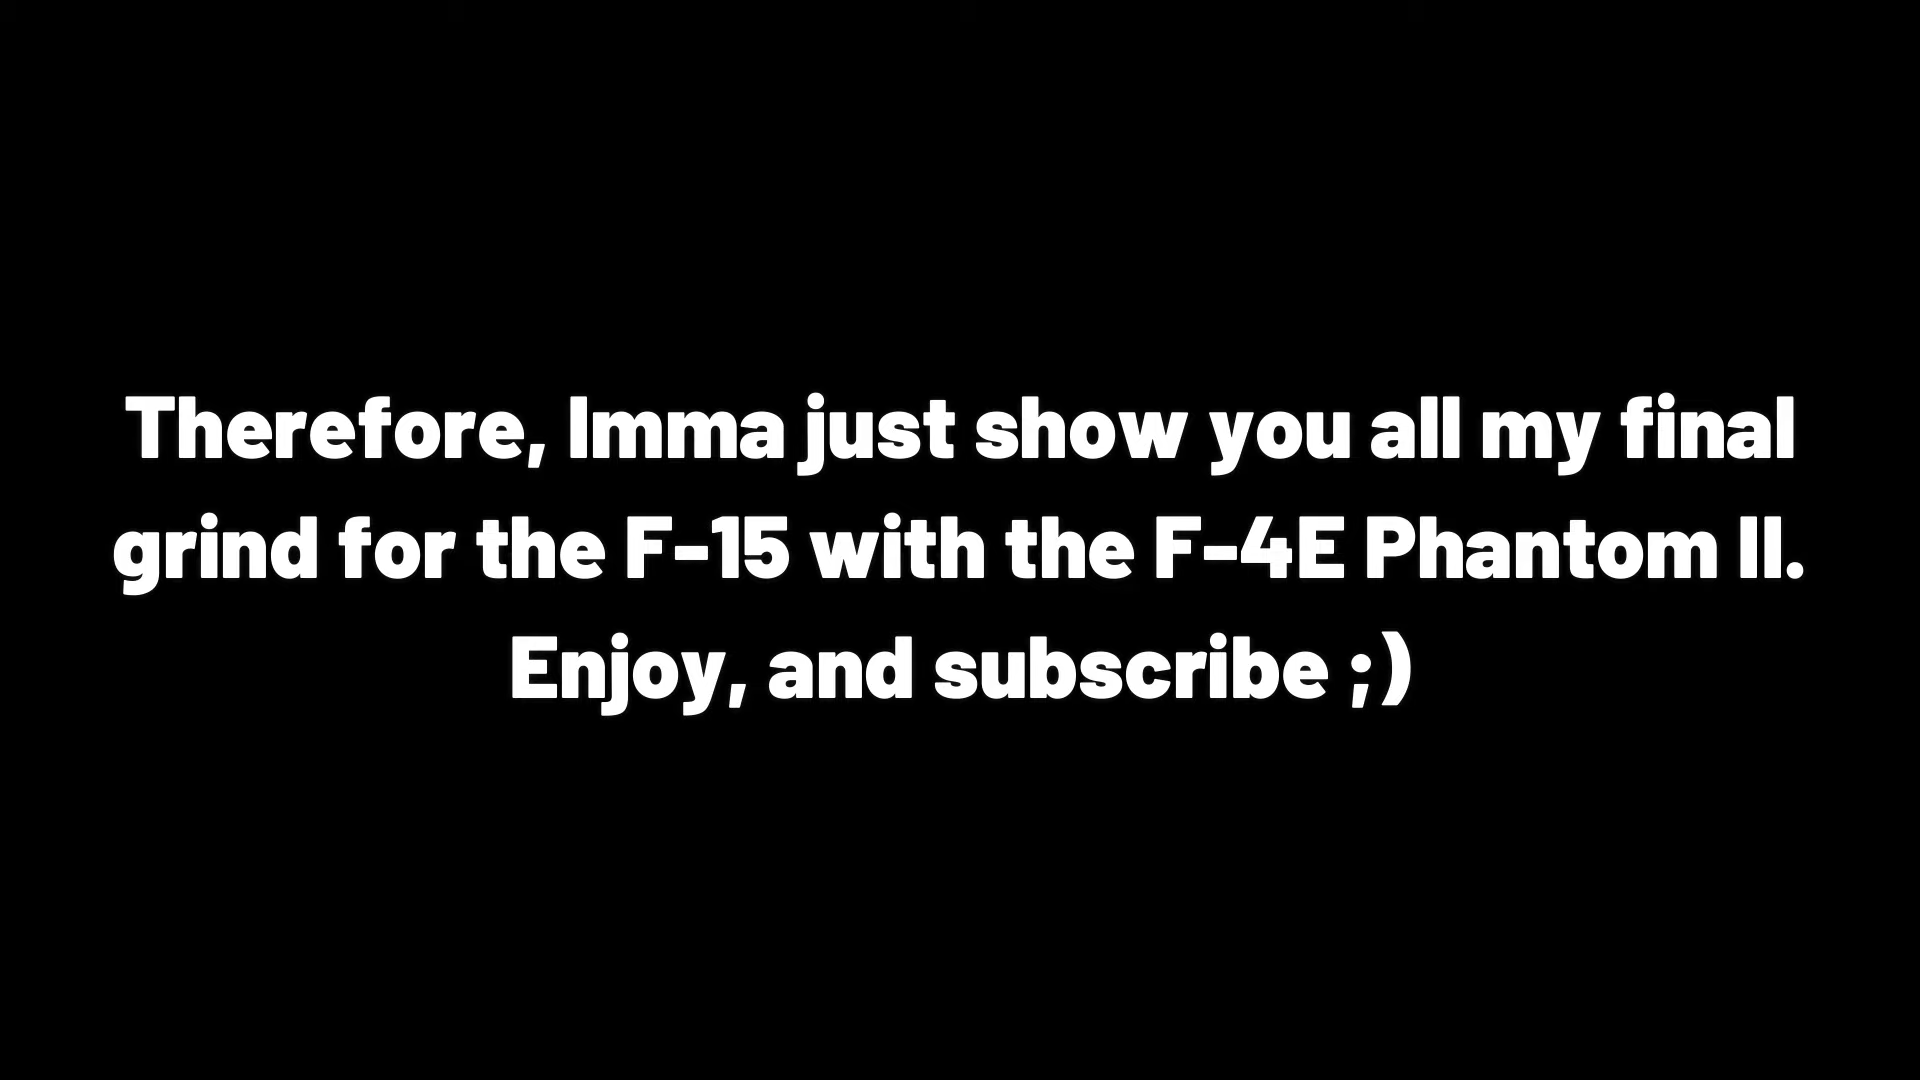 Therefore, Imma just show you all my final
grind for the F-15 with the F-4E Phantom II.
Enjoy, and subscribe ;)